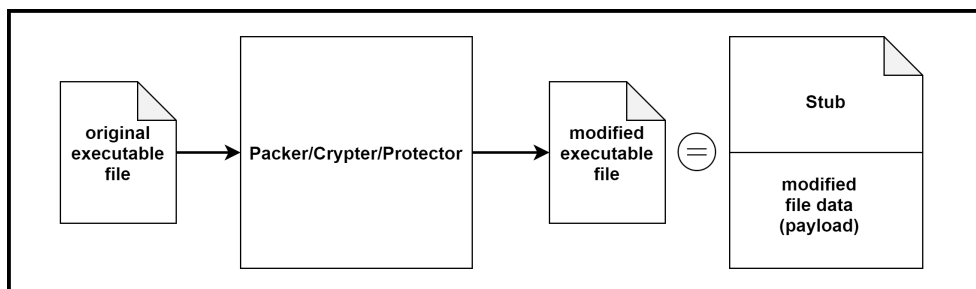 original
executable
file
Packer/Crypter/Protector
modified
executable
file
=
Stub
modified
file data
(payload)